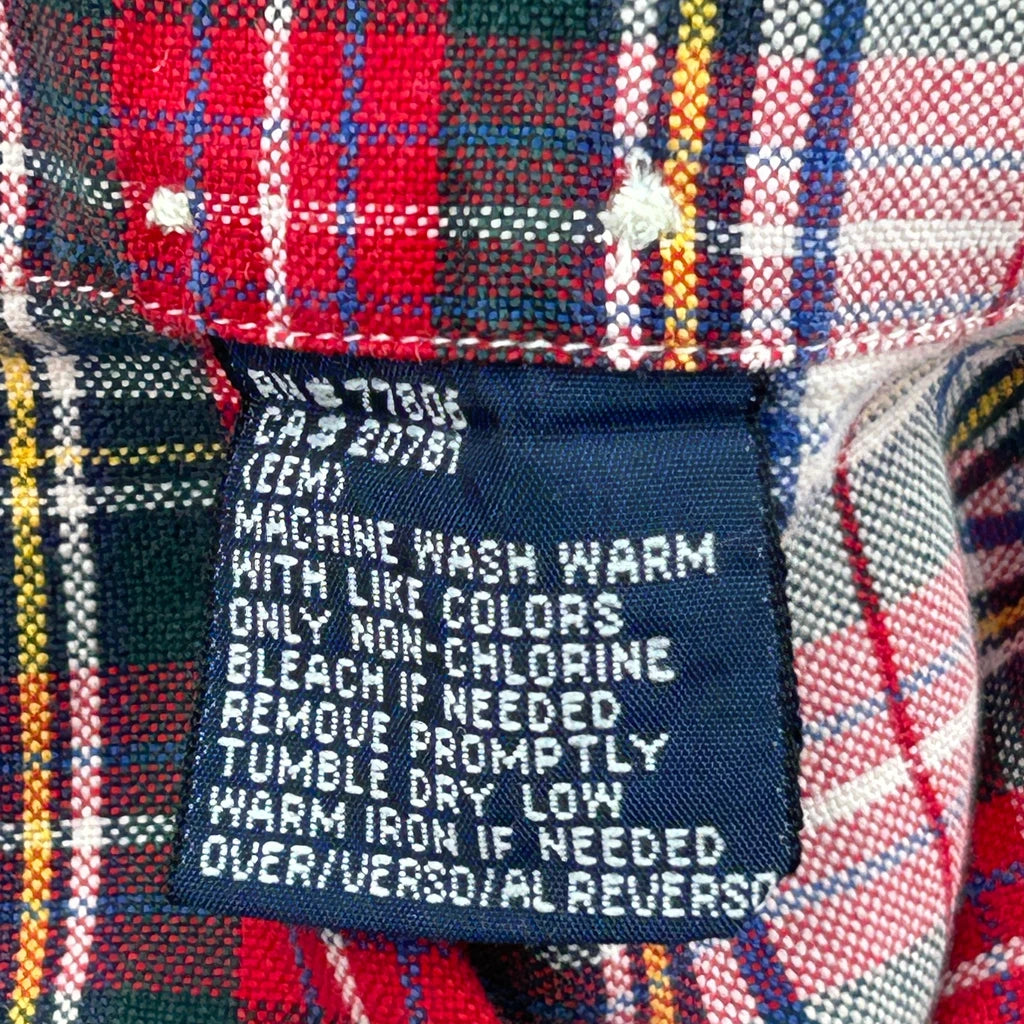 RN # 77806
CA# 20781
(EEM)
MACHINE WASH WARM
WITH LIKE COLORS
ONLY NON-CHLORINE
BLEACH IF NEEDED
REMOVE PROMPTLY
TUMBLE DRY LOW
WARM IRON IF NEEDED
OVER/VERSO/AL REVERSO